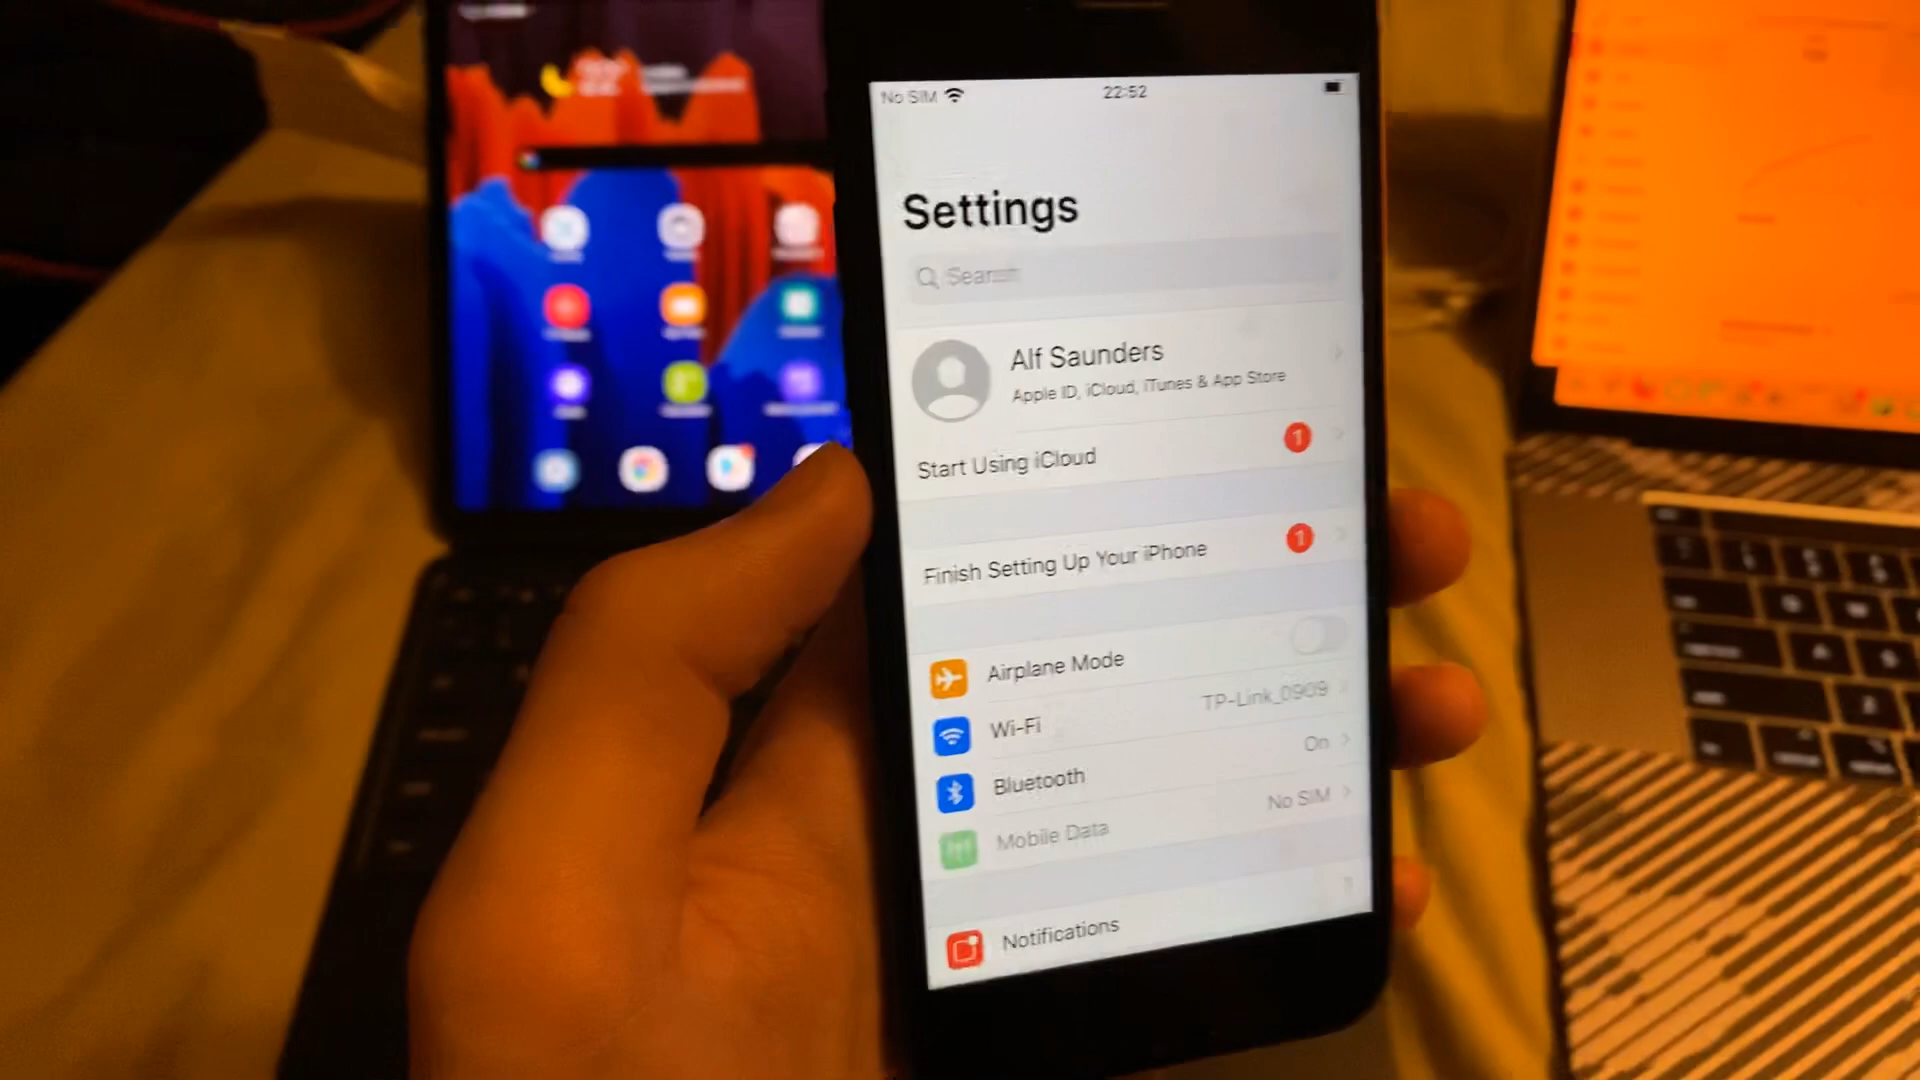 No SIM 22:52
Settings
Search
Alf Saunders
Apple ID, iCloud, iTunes & App Store
Start Using iCloud 1
Finish Setting Up Your iPhone 1
Airplane Mode
Wi-Fi TP-Link_0909
Bluetooth On
Mobile Data No SIM
Notifications